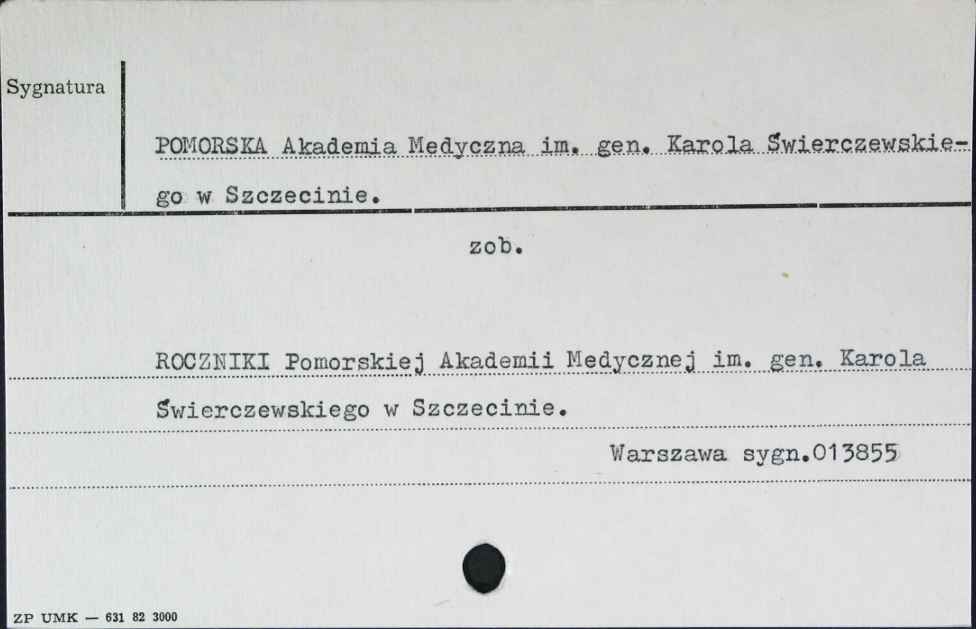 Sygnatura
POMORSKA Akademia Medyczna im. gen. Karola Świerczewskie-
go w Szczecinie.
zob.
ROCZNIKI Pomorskiej Akademii Medycznej im. gen. Karola
Świerczewskiego w Szczecinie.
Warszawa sygn.013855
ZP UMK — 631 82 3000